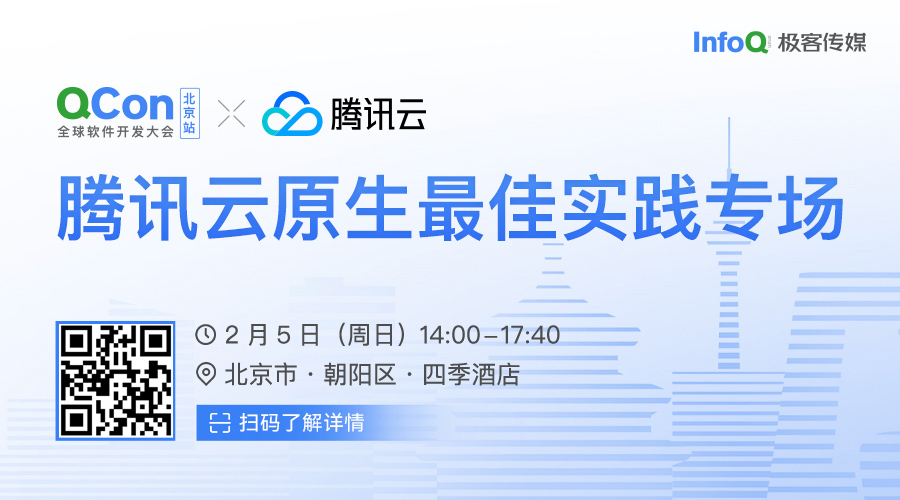 InfoQ 极客传媒
QCon 北京站
全球软件开发大会
腾讯云
腾讯云原生最佳实践专场
2 月 5 日（周日）14:00–17:40
北京市 · 朝阳区 · 四季酒店
扫码了解详情